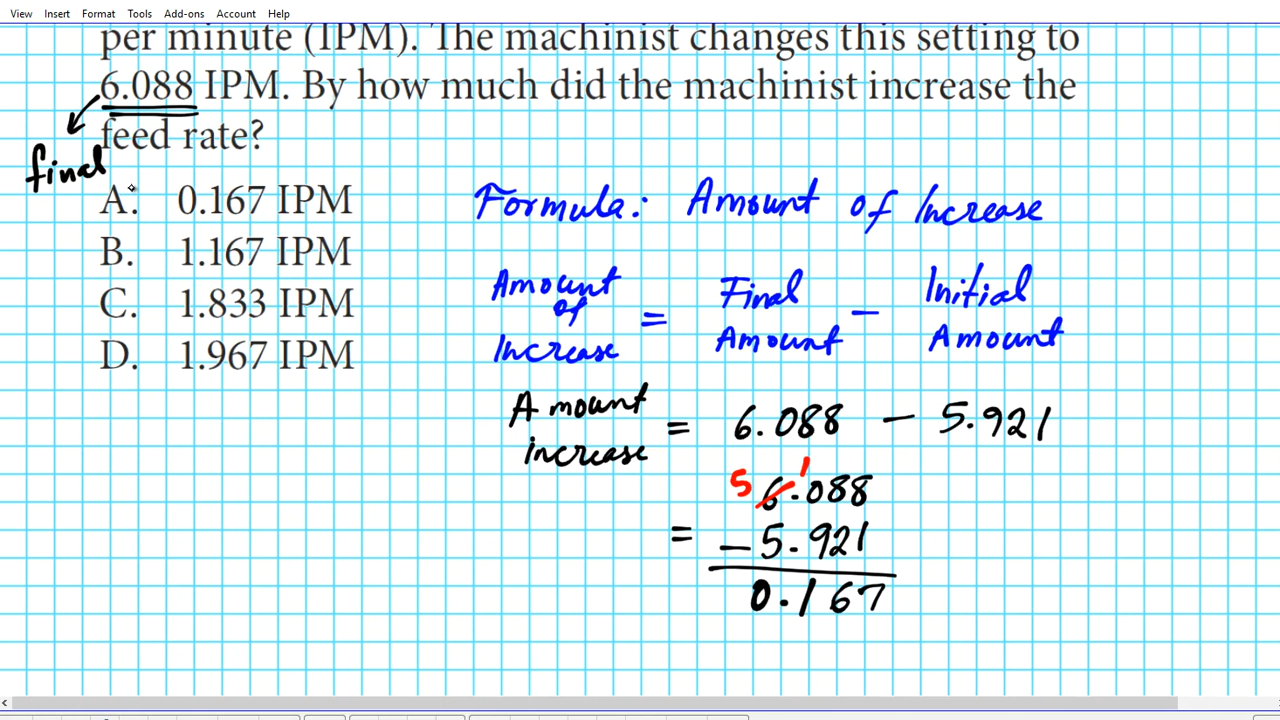 View Insert Format Tools Add-ons Account Help
per minute (IPM). The machinist changes this setting to
6.088 IPM. By how much did the machinist increase the
feed rate?
final
A. 0.167 IPM
B. 1.167 IPM
C. 1.833 IPM
D. 1.967 IPM
Formula: Amount of Increase
Amount of Increase = Final Amount – Initial Amount
Amount increase = 6.088 – 5.921
5 1
= 6.088
– 5.921
0.167